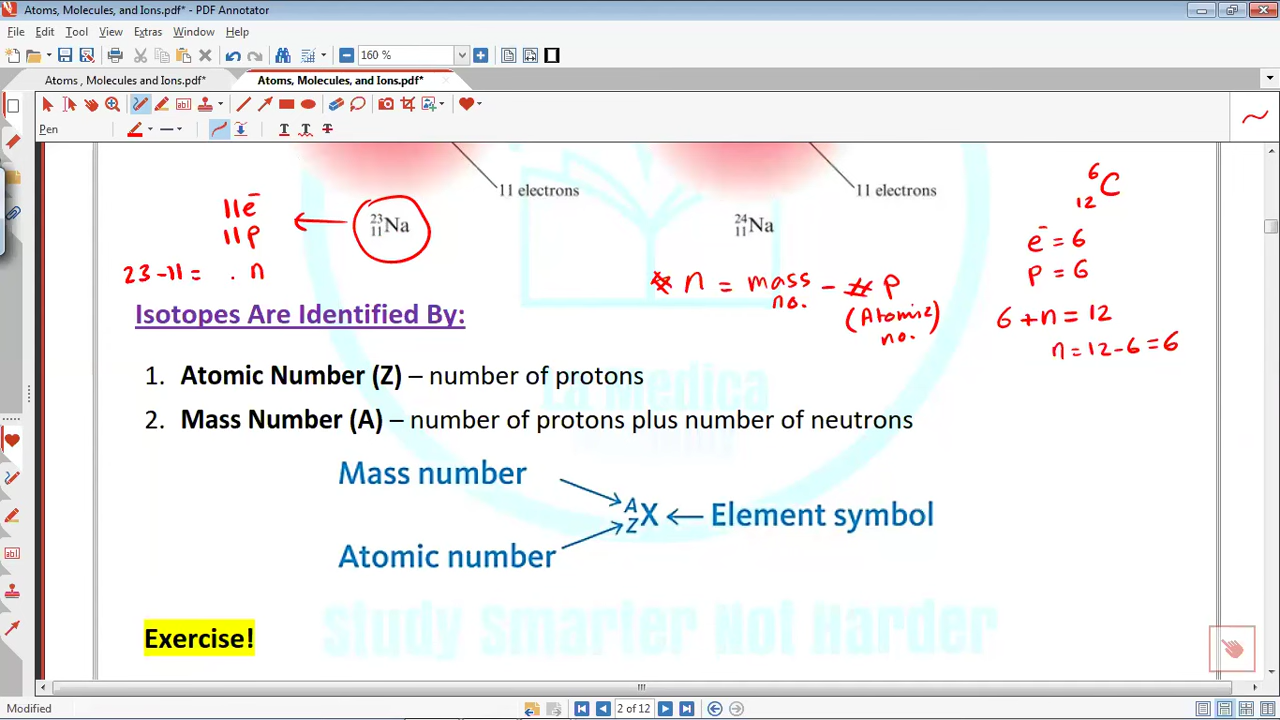 Atoms, Molecules, and Ions.pdf* - PDF Annotator
File Edit Tool View Extras Window Help
160 %
Atoms , Molecules and Ions.pdf* Atoms, Molecules, and Ions.pdf*
Pen
11 electrons 11 electrons
11e⁻
11p
23-11 = . n
²³₁₁Na
²⁴₁₁Na
# n = mass no. - # p
(Atomic no.)
⁶₁₂C
e⁻ = 6
p = 6
6 + n = 12
n = 12 - 6 = 6
Isotopes Are Identified By:
1. Atomic Number (Z) – number of protons
2. Mass Number (A) – number of protons plus number of neutrons
Mass number
ᴬ_Z X ← Element symbol
Atomic number
La Medica
Study Smarter Not Harder
Exercise!
Modified 2 of 12